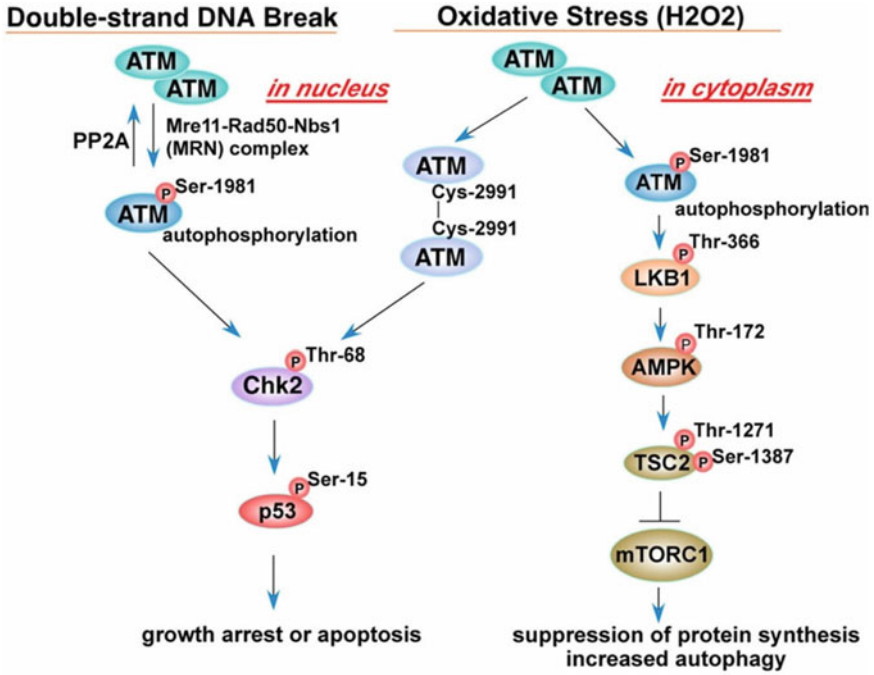 Double-strand DNA Break
ATM
ATM
in nucleus
PP2A
Mre11-Rad50-Nbs1
(MRN) complex
P
Ser-1981
ATM
autophosphorylation
Oxidative Stress (H2O2)
ATM
ATM
in cytoplasm
ATM
Cys-2991
Cys-2991
ATM
P
Thr-68
Chk2
P
Ser-15
p53
growth arrest or apoptosis
P
Ser-1981
ATM
autophosphorylation
P
Thr-366
LKB1
P
Thr-172
AMPK
P
Thr-1271
TSC2
P
Ser-1387
mTORC1
suppression of protein synthesis
increased autophagy